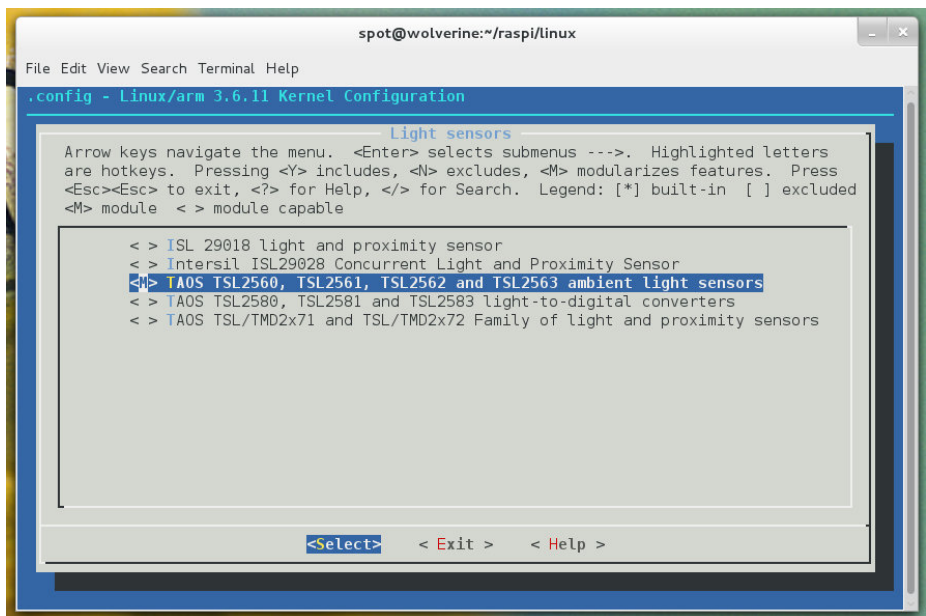 spot@wolverine:~/raspi/linux
File Edit View Search Terminal Help
.config - Linux/arm 3.6.11 Kernel Configuration
Light sensors
Arrow keys navigate the menu.  <Enter> selects submenus --->.  Highlighted letters
are hotkeys.  Pressing <Y> includes, <N> excludes, <M> modularizes features.  Press
<Esc><Esc> to exit, <?> for Help, </> for Search.  Legend: [*] built-in  [ ] excluded
<M> module  < > module capable
< > ISL 29018 light and proximity sensor
< > Intersil ISL29028 Concurrent Light and Proximity Sensor
<M> TAOS TSL2560, TSL2561, TSL2562 and TSL2563 ambient light sensors
< > TAOS TSL2580, TSL2581 and TSL2583 light-to-digital converters
< > TAOS TSL/TMD2x71 and TSL/TMD2x72 Family of light and proximity sensors
<Select>    < Exit >    < Help >